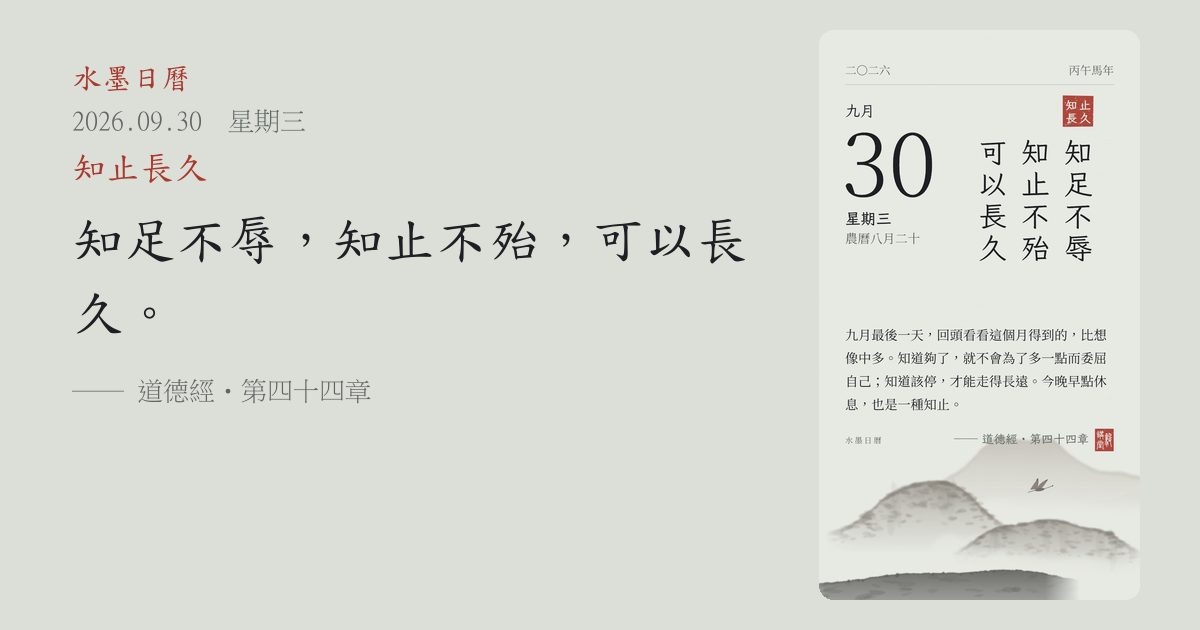 水墨日曆
2026.09.30 星期三
知止長久
知足不辱，知止不殆，可以長
久。
—— 道德經・第四十四章
二〇二六
丙午馬年
九月
30
星期三
農曆八月二十
知止
長久
知足不辱
知止不殆
可以長久
九月最後一天，回頭看看這個月得到的，比想
像中多。知道夠了，就不會為了多一點而委屈
自己；知道該停，才能走得長遠。今晚早點休
息，也是一種知止。
水墨日曆
—— 道德經・第四十四章